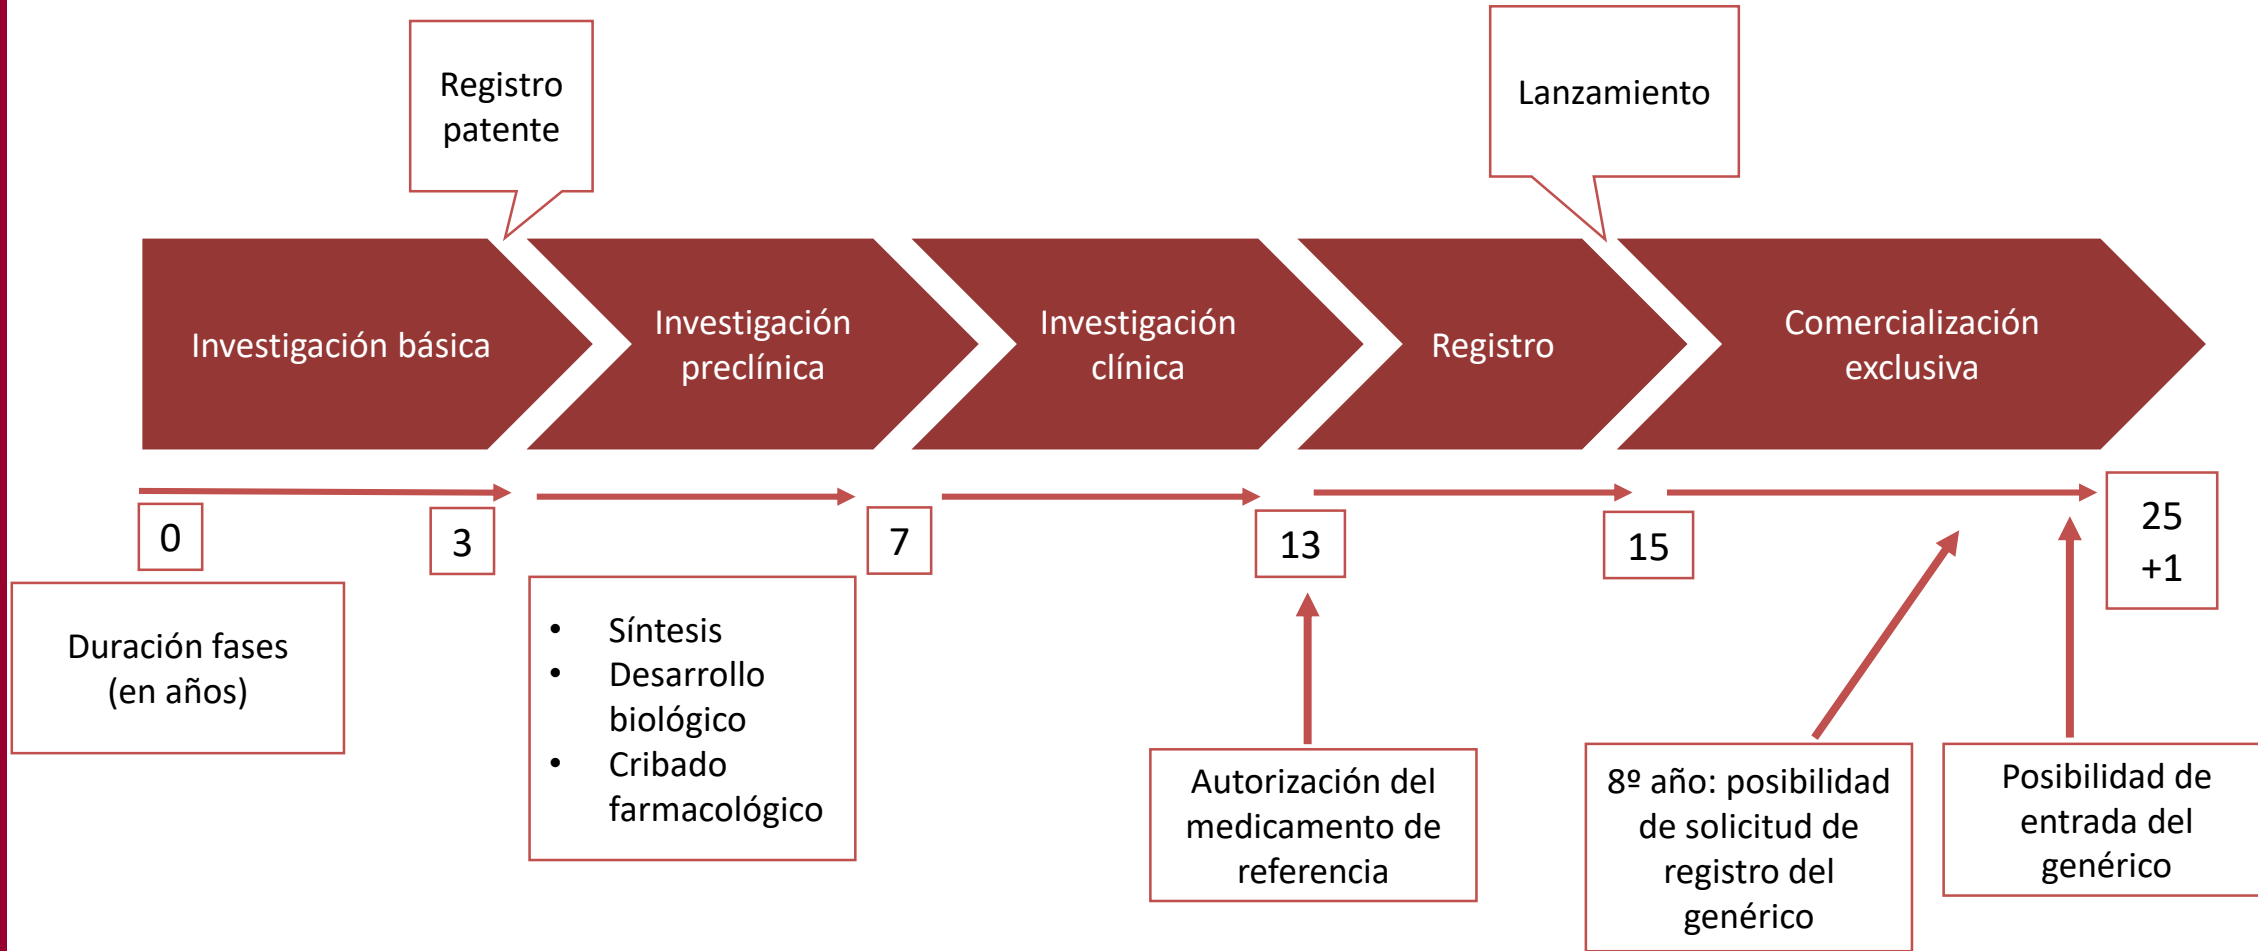 Registro
patente
Lanzamiento
Investigación básica
Investigación
preclínica
Investigación
clínica
Registro
Comercialización
exclusiva
0
3
7
13
15
25
+1
Duración fases
(en años)
• Síntesis
• Desarrollo
biológico
• Cribado
farmacológico
Autorización del
medicamento de
referencia
8º año: posibilidad
de solicitud de
registro del
genérico
Posibilidad de
entrada del
genérico